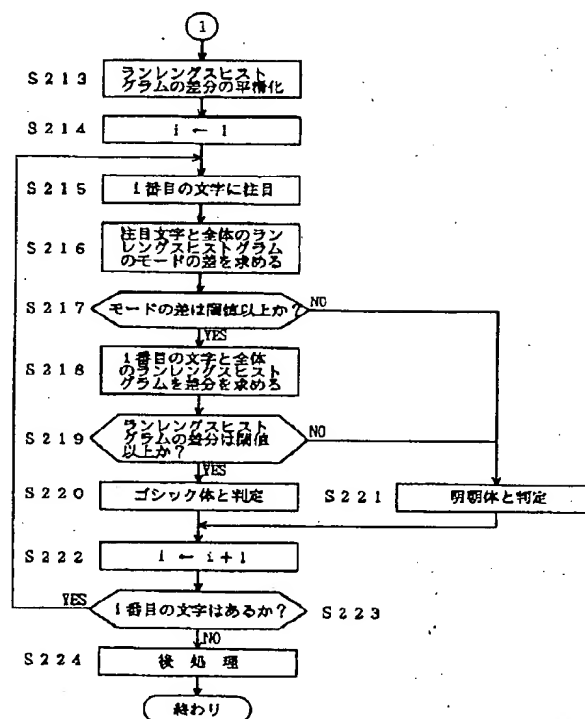 1
S213
ランレングスヒスト
グラムの差分の平滑化
S214
i ← 1
S215
i番目の文字に注目
S216
注目文字と全体のラン
レングスヒストグラム
のモードの差を求める
S217
モードの差は閾値以上か?
NO
YES
S218
i番目の文字と全体
のランレングスヒスト
グラムを差分を求める
S219
ランレングスヒスト
グラムの差分は閾値
以上か?
NO
YES
S220
ゴシック体と判定
S221
明朝体と判定
S222
i ← i+1
YES
i番目の文字はあるか?
S223
NO
S224
後 処 理
終わり